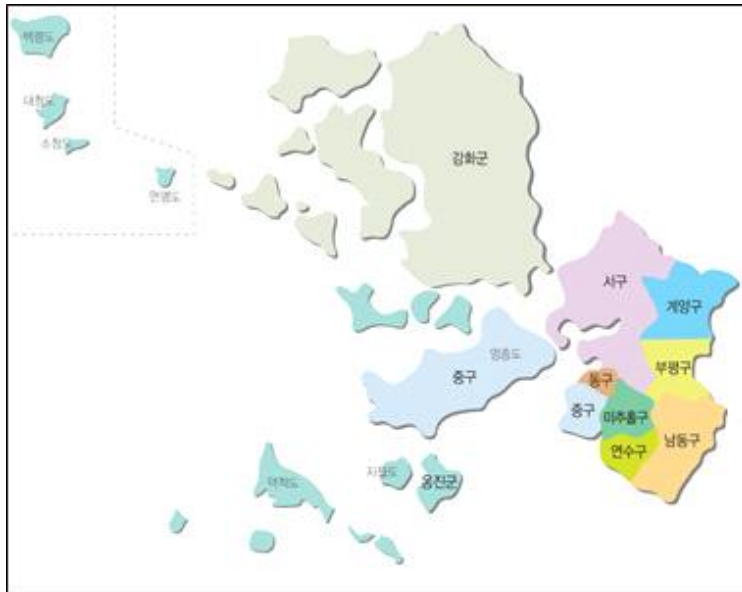 백령도
대청도
소청도
연평도
강화군
서구
계양구
영종도
중구
부평구
동구
중구
미추홀구
남동구
연수구
자월도
옹진군
덕적도